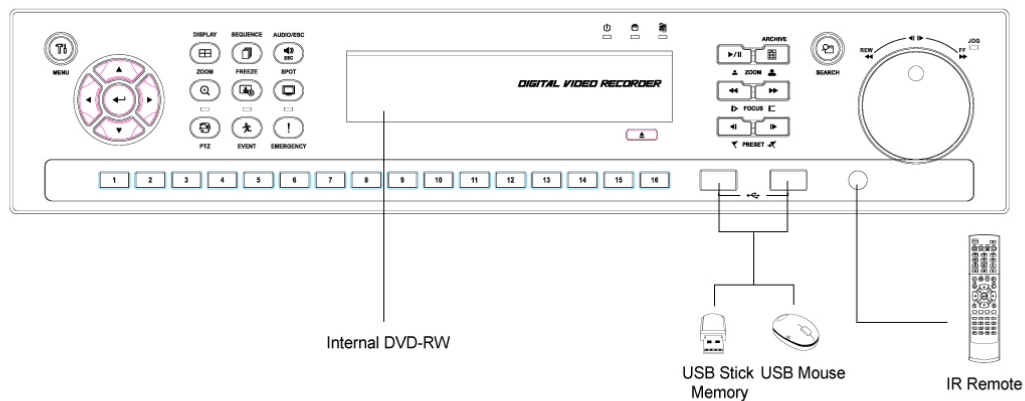 DISPLAY SEQUENCE AUDIO/ESC
ESC
MENU
ZOOM FREEZE SPOT
PTZ EVENT EMERGENCY
DIGITAL VIDEO RECORDER
ARCHIVE
ZOOM
FOCUS
PRESET
SEARCH
REW
FF
JOG
1 2 3 4 5 6 7 8 9 10 11 12 13 14 15 16
Internal DVD-RW
USB Stick
Memory
USB Mouse
IR Remote